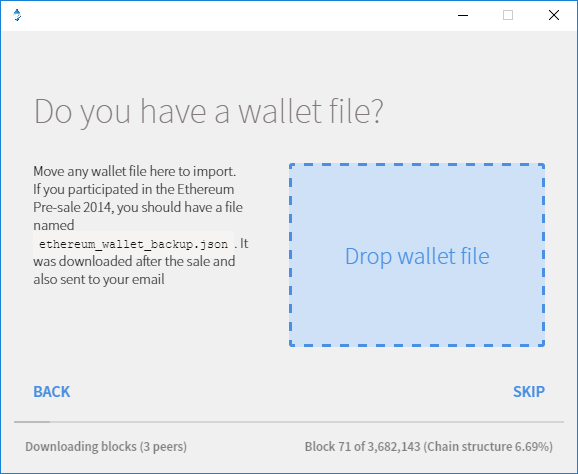 Do you have a wallet file?
Move any wallet file here to import.
If you participated in the Ethereum
Pre-sale 2014, you should have a file
named
ethereum_wallet_backup.json . It
was downloaded after the sale and
also sent to your email
Drop wallet file
BACK
SKIP
Downloading blocks (3 peers)
Block 71 of 3,682,143 (Chain structure 6.69%)